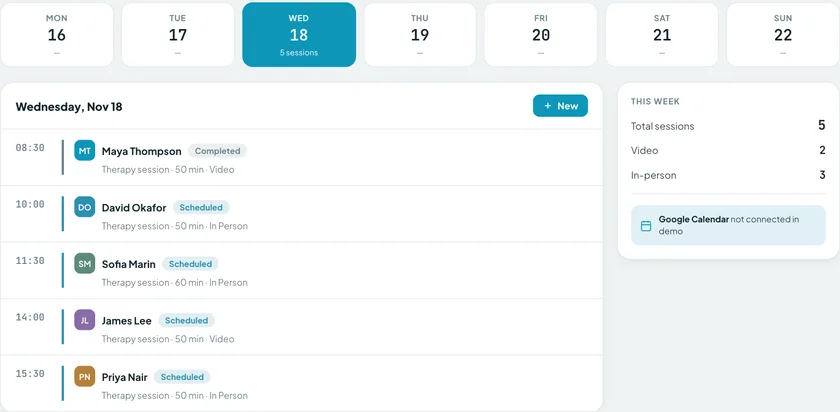 MON
16
—
TUE
17
—
WED
18
5 sessions
THU
19
—
FRI
20
—
SAT
21
—
SUN
22
—
Wednesday, Nov 18
+ New
08:30
MT Maya Thompson Completed
Therapy session · 50 min · Video
10:00
DO David Okafor Scheduled
Therapy session · 50 min · In Person
11:30
SM Sofia Marin Scheduled
Therapy session · 60 min · In Person
14:00
JL James Lee Scheduled
Therapy session · 50 min · Video
15:30
PN Priya Nair Scheduled
Therapy session · 50 min · In Person
THIS WEEK
Total sessions 5
Video 2
In-person 3
Google Calendar not connected in
demo